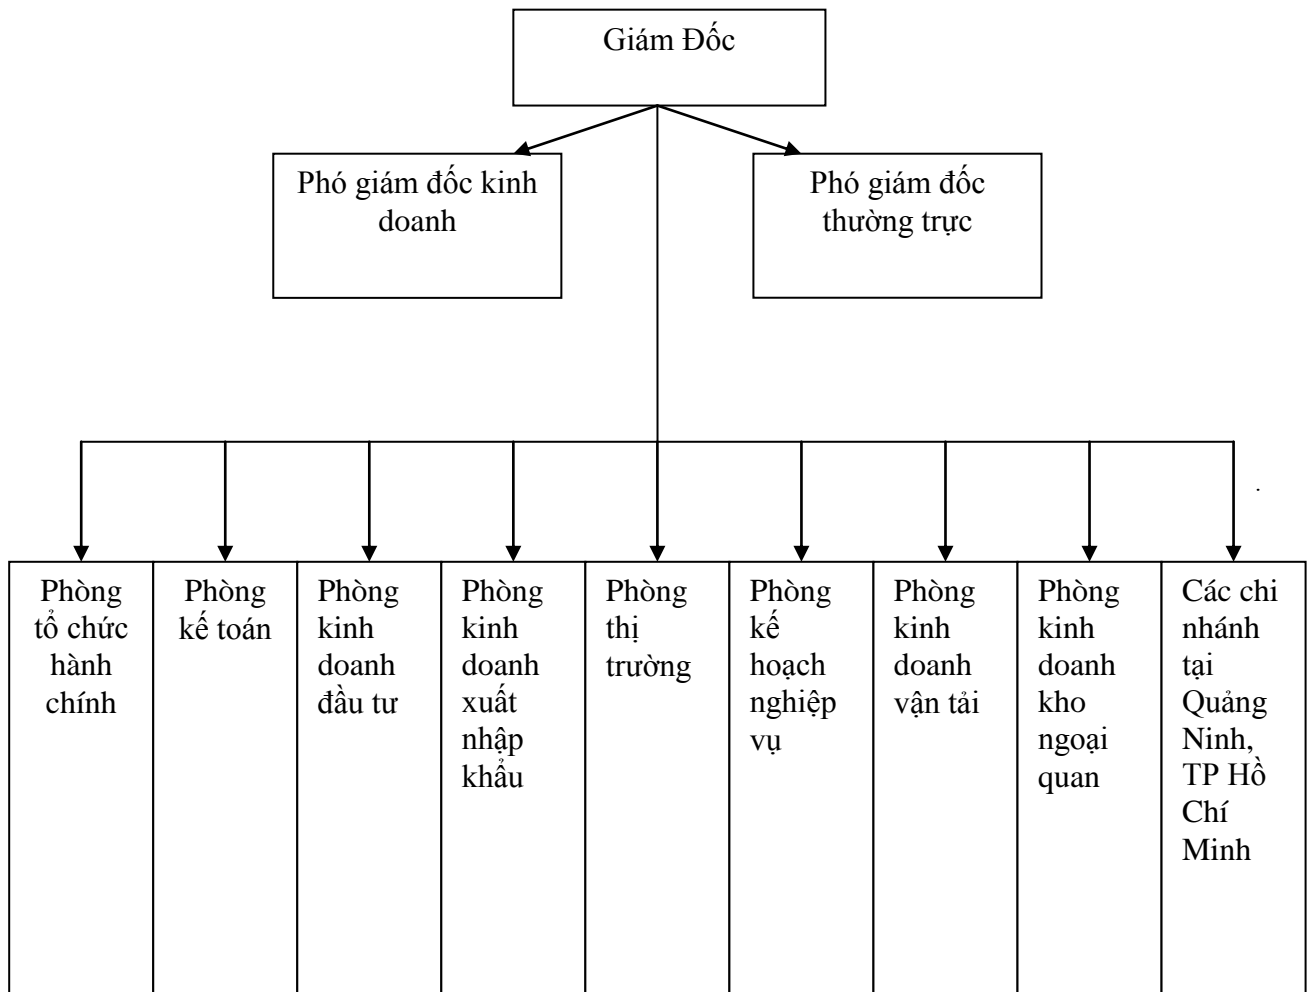 Giám Đốc
Phó giám đốc kinh
doanh
Phó giám đốc
thường trực
Phòng
tổ chức
hành
chính
Phòng
kế toán
Phòng
kinh
doanh
đầu tư
Phòng
kinh
doanh
xuất
nhập
khẩu
Phòng
thị
trường
Phòng
kế
hoạch
nghiệp
vụ
Phòng
kinh
doanh
vận tải
Phòng
kinh
doanh
kho
ngoại
quan
Các chi
nhánh
tại
Quảng
Ninh,
TP Hồ
Chí
Minh